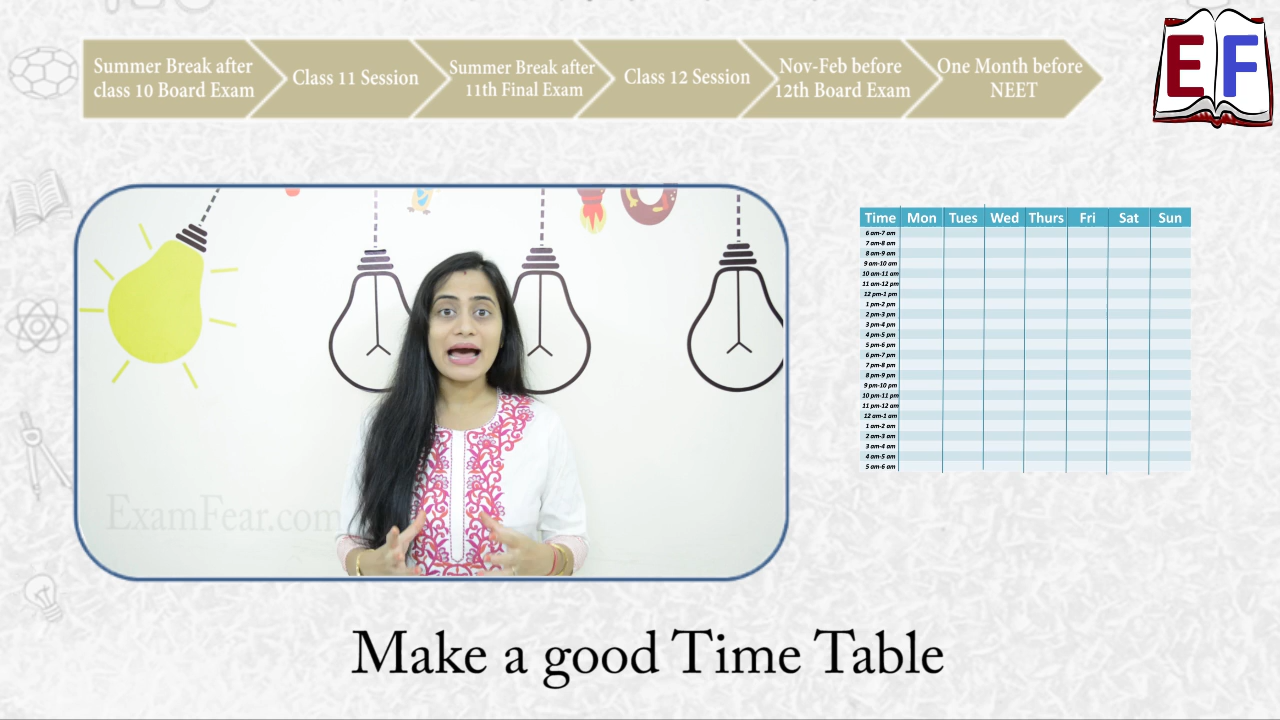 Summer Break after
class 10 Board Exam
Class 11 Session
Summer Break after
11th Final Exam
Class 12 Session
Nov-Feb before
12th Board Exam
One Month before
NEET
EF
Time Mon Tues Wed Thurs Fri Sat Sun
6 am-7 am
7 am-8 am
8 am-9 am
9 am-10 am
10 am-11 am
11 am-12 pm
12 pm-1 pm
1 pm-2 pm
2 pm-3 pm
3 pm-4 pm
4 pm-5 pm
5 pm-6 pm
6 pm-7 pm
7 pm-8 pm
8 pm-9 pm
9 pm-10 pm
10 pm-11 pm
11 pm-12 am
12 am-1 am
1 am-2 am
2 am-3 am
3 am-4 am
4 am-5 am
5 am-6 am
ExamFear.com
Make a good Time Table